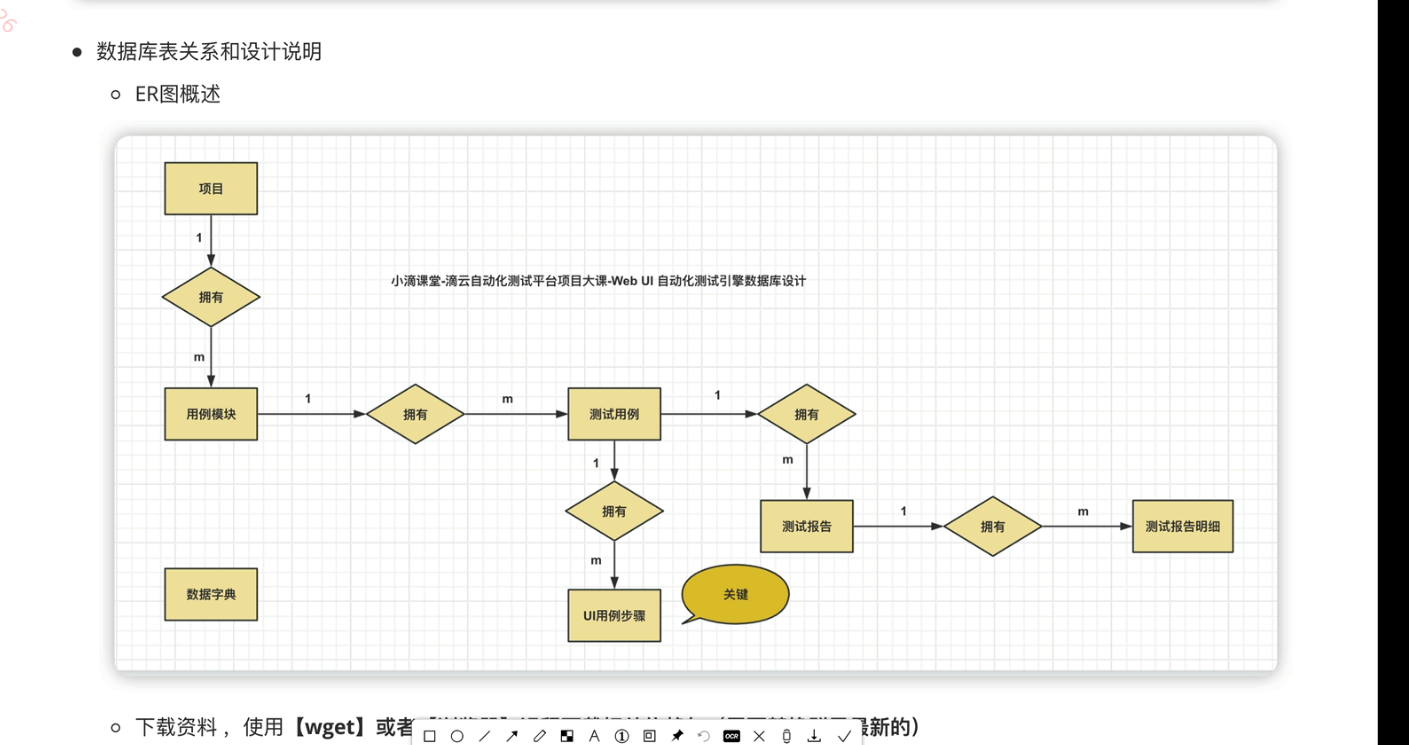 数据库表关系和设计说明
ER图概述
项目
1
拥有
小滴课堂-滴云自动化测试平台项目大课-Web UI 自动化测试引擎数据库设计
m
用例模块
1
拥有
m
测试用例
1
拥有
1
m
拥有
测试报告
1
拥有
m
测试报告明细
m
数据字典
UI用例步骤
关键
下载资料 ，使用【wget】或者
最新的）
A
1
OCR